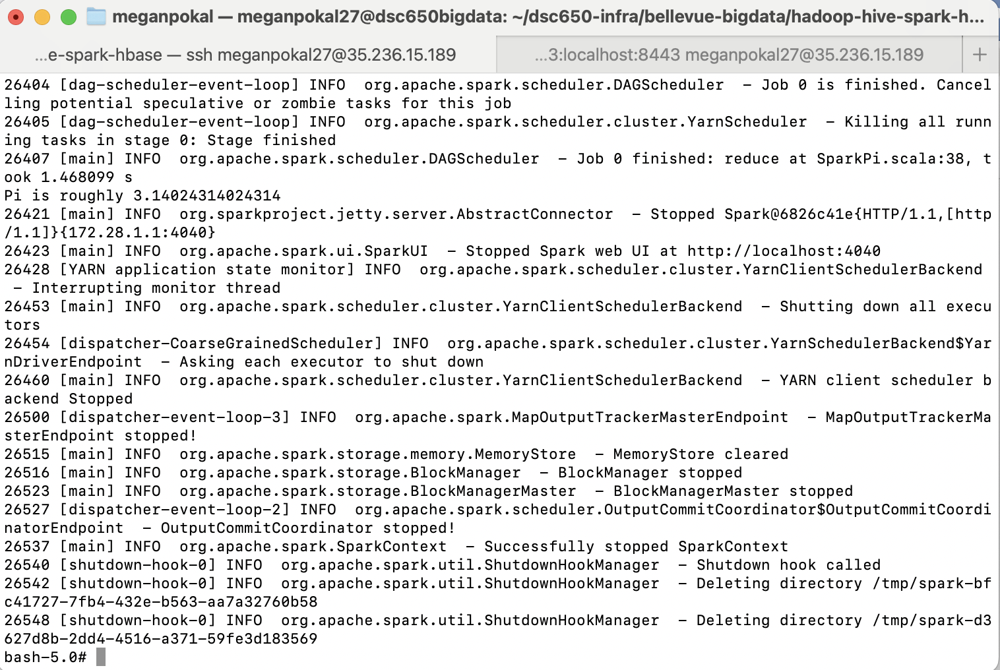 meganpokal — meganpokal27@dsc650bigdata: ~/dsc650-infra/bellevue-bigdata/hadoop-hive-spark-h...
...e-spark-hbase — ssh meganpokal27@35.236.15.189
...3:localhost:8443 meganpokal27@35.236.15.189
+
26404 [dag-scheduler-event-loop] INFO  org.apache.spark.scheduler.DAGScheduler  – Job 0 is finished. Cancel
ling potential speculative or zombie tasks for this job
26405 [dag-scheduler-event-loop] INFO  org.apache.spark.scheduler.cluster.YarnScheduler  – Killing all runn
ing tasks in stage 0: Stage finished
26407 [main] INFO  org.apache.spark.scheduler.DAGScheduler  – Job 0 finished: reduce at SparkPi.scala:38, t
ook 1.468099 s
Pi is roughly 3.14024314024314
26421 [main] INFO  org.sparkproject.jetty.server.AbstractConnector  – Stopped Spark@6826c41e{HTTP/1.1,[http
/1.1]}{172.28.1.1:4040}
26423 [main] INFO  org.apache.spark.ui.SparkUI  – Stopped Spark web UI at http://localhost:4040
26428 [YARN application state monitor] INFO  org.apache.spark.scheduler.cluster.YarnClientSchedulerBackend
 – Interrupting monitor thread
26453 [main] INFO  org.apache.spark.scheduler.cluster.YarnClientSchedulerBackend  – Shutting down all execu
tors
26454 [dispatcher-CoarseGrainedScheduler] INFO  org.apache.spark.scheduler.cluster.YarnSchedulerBackend$Yar
nDriverEndpoint  – Asking each executor to shut down
26460 [main] INFO  org.apache.spark.scheduler.cluster.YarnClientSchedulerBackend  – YARN client scheduler b
ackend Stopped
26500 [dispatcher-event-loop-3] INFO  org.apache.spark.MapOutputTrackerMasterEndpoint  – MapOutputTrackerMa
sterEndpoint stopped!
26515 [main] INFO  org.apache.spark.storage.memory.MemoryStore  – MemoryStore cleared
26516 [main] INFO  org.apache.spark.storage.BlockManager  – BlockManager stopped
26523 [main] INFO  org.apache.spark.storage.BlockManagerMaster  – BlockManagerMaster stopped
26527 [dispatcher-event-loop-2] INFO  org.apache.spark.scheduler.OutputCommitCoordinator$OutputCommitCoordi
natorEndpoint  – OutputCommitCoordinator stopped!
26537 [main] INFO  org.apache.spark.SparkContext  – Successfully stopped SparkContext
26540 [shutdown-hook-0] INFO  org.apache.spark.util.ShutdownHookManager  – Shutdown hook called
26542 [shutdown-hook-0] INFO  org.apache.spark.util.ShutdownHookManager  – Deleting directory /tmp/spark-bf
c41727-7fb4-432e-b563-aa7a32760b58
26548 [shutdown-hook-0] INFO  org.apache.spark.util.ShutdownHookManager  – Deleting directory /tmp/spark-d3
627d8b-2dd4-4516-a371-59fe3d183569
bash-5.0#